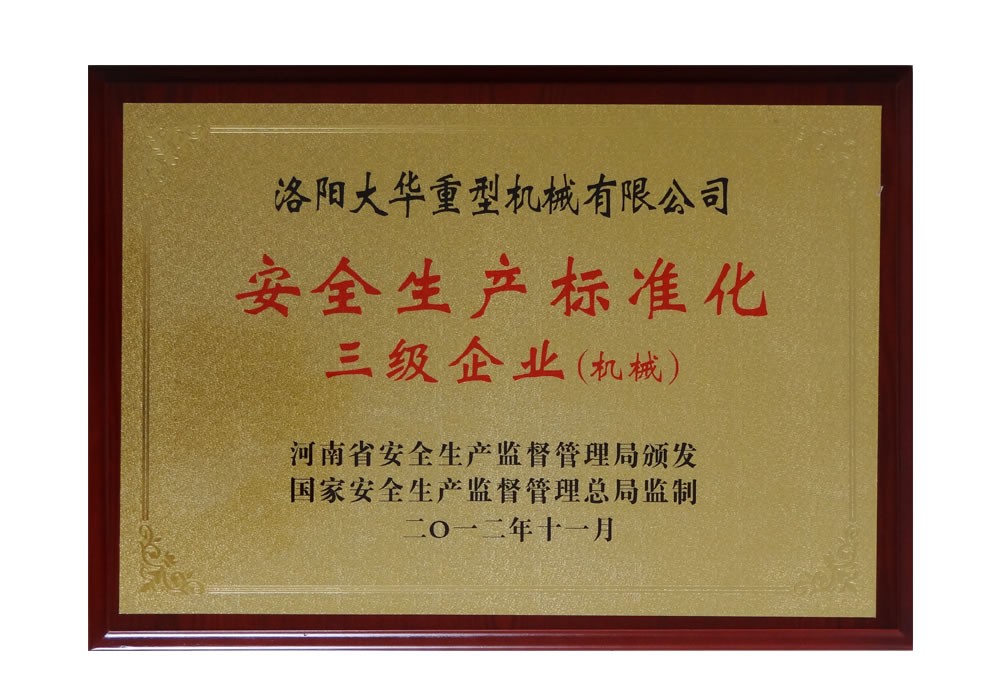 洛阳大华重型机械有限公司
安全生产标准化
三级企业(机械)
河南省安全生产监督管理局颁发
国家安全生产监督管理总局监制
二〇一二年十一月